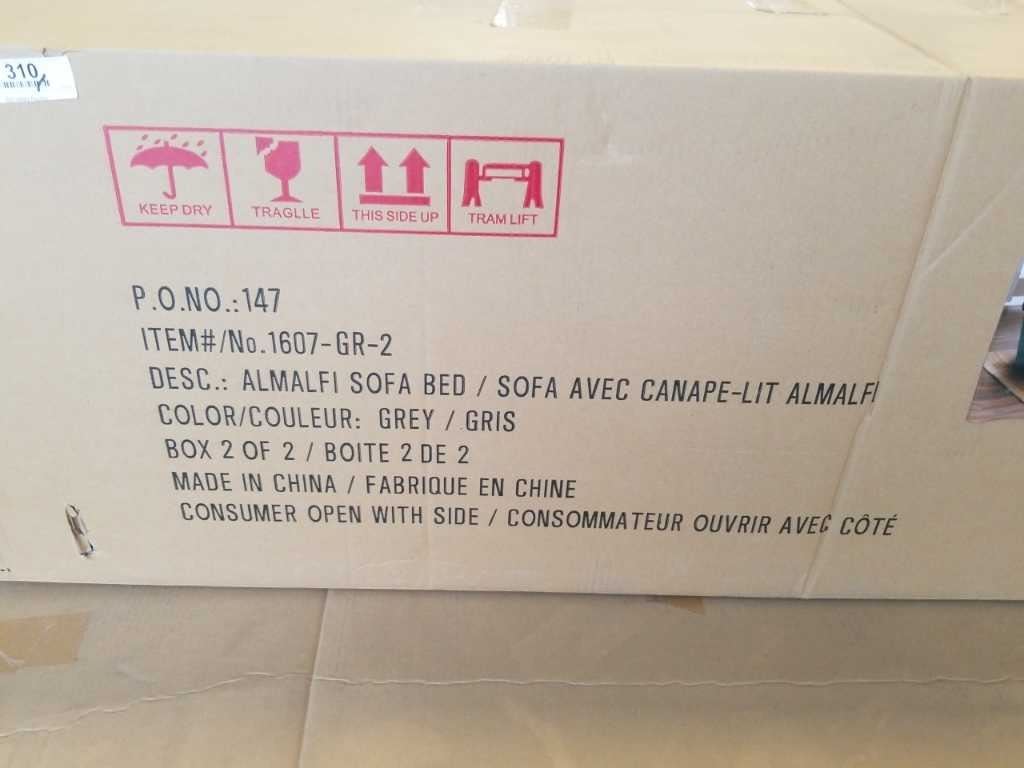 310
KEEP DRY
TRAGLLE
THIS SIDE UP
TRAM LIFT
P.O.NO.:147
ITEM#/No.1607-GR-2
DESC.: ALMALFI SOFA BED / SOFA AVEC CANAPE-LIT ALMALFI
COLOR/COULEUR: GREY / GRIS
BOX 2 OF 2 / BOITE 2 DE 2
MADE IN CHINA / FABRIQUE EN CHINE
CONSUMER OPEN WITH SIDE / CONSOMMATEUR OUVRIR AVEC CÔTÉ